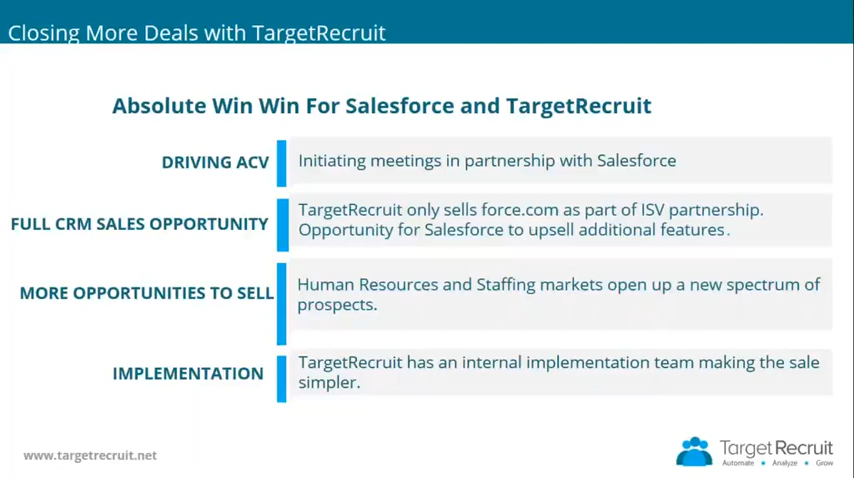 Closing More Deals with TargetRecruit
Absolute Win Win For Salesforce and TargetRecruit
DRIVING ACV
Initiating meetings in partnership with Salesforce
FULL CRM SALES OPPORTUNITY
TargetRecruit only sells force.com as part of ISV partnership.
Opportunity for Salesforce to upsell additional features.
MORE OPPORTUNITIES TO SELL
Human Resources and Staffing markets open up a new spectrum of
prospects.
IMPLEMENTATION
TargetRecruit has an internal implementation team making the sale
simpler.
www.targetrecruit.net
Target Recruit
Automate • Analyze • Grow